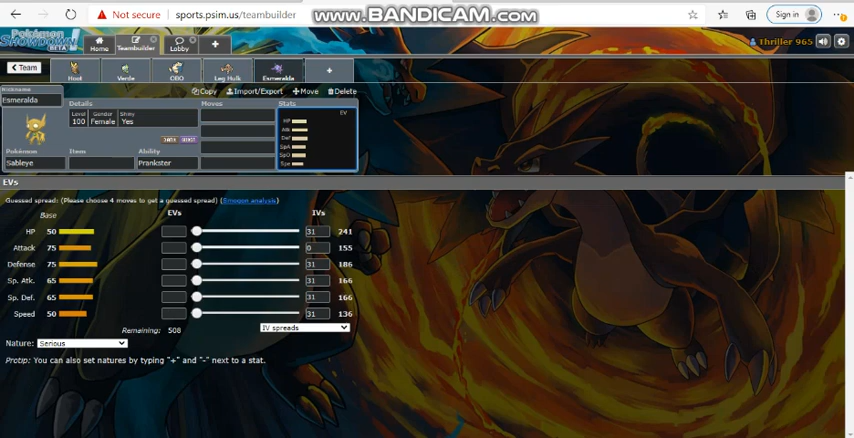 Not secure | sports.psim.us/teambuilder
www.BANDICAM.com
Sign in
Pokémon
SHOWDOWN!
BETA
Home
Teambuilder
Lobby
+
Thriller 965
< Team
Verde
OBO
Leg Hulk
Esmeralda
+
Nickname
Esmeralda
Copy Import/Export Move Delete
Details
Moves
Stats
Level Gender Shiny
100 Female Yes
EV
HP
Atk
Def
SpA
SpD
Spe
DARK GHOST
Pokémon
Item
Ability
Sableye
Prankster
EVs
Guessed spread: (Please choose 4 moves to get a guessed spread) (Smogon analysis)
Base
EVs
IVs
HP 50 31 241
Attack 75 0 155
Defense 75 31 186
Sp. Atk. 65 31 166
Sp. Def. 65 31 166
Speed 50 31 136
Remaining: 508
IV spreads
Nature: Serious
Protip: You can also set natures by typing "+" and "-" next to a stat.